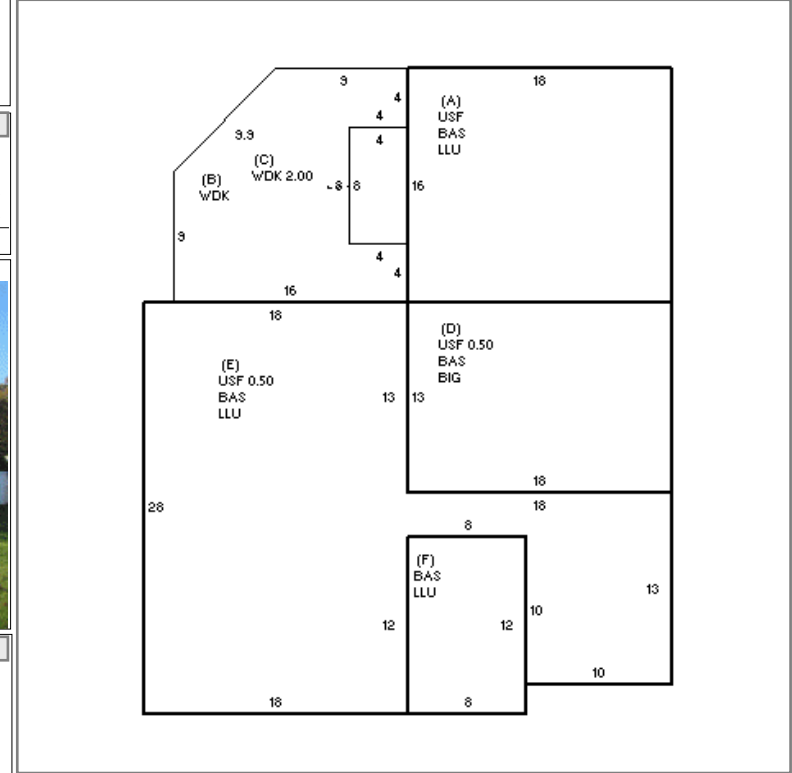 9
18
4
(A)
USF
BAS
LLU
4
4
9.9
(C)
WDK 2.00
(B)
WDK
8
8
16
9
4
4
16
18
(D)
USF 0.50
BAS
BIG
(E)
USF 0.50
BAS
LLU
13
13
18
18
28
8
(F)
BAS
LLU
13
10
12
12
10
18
8